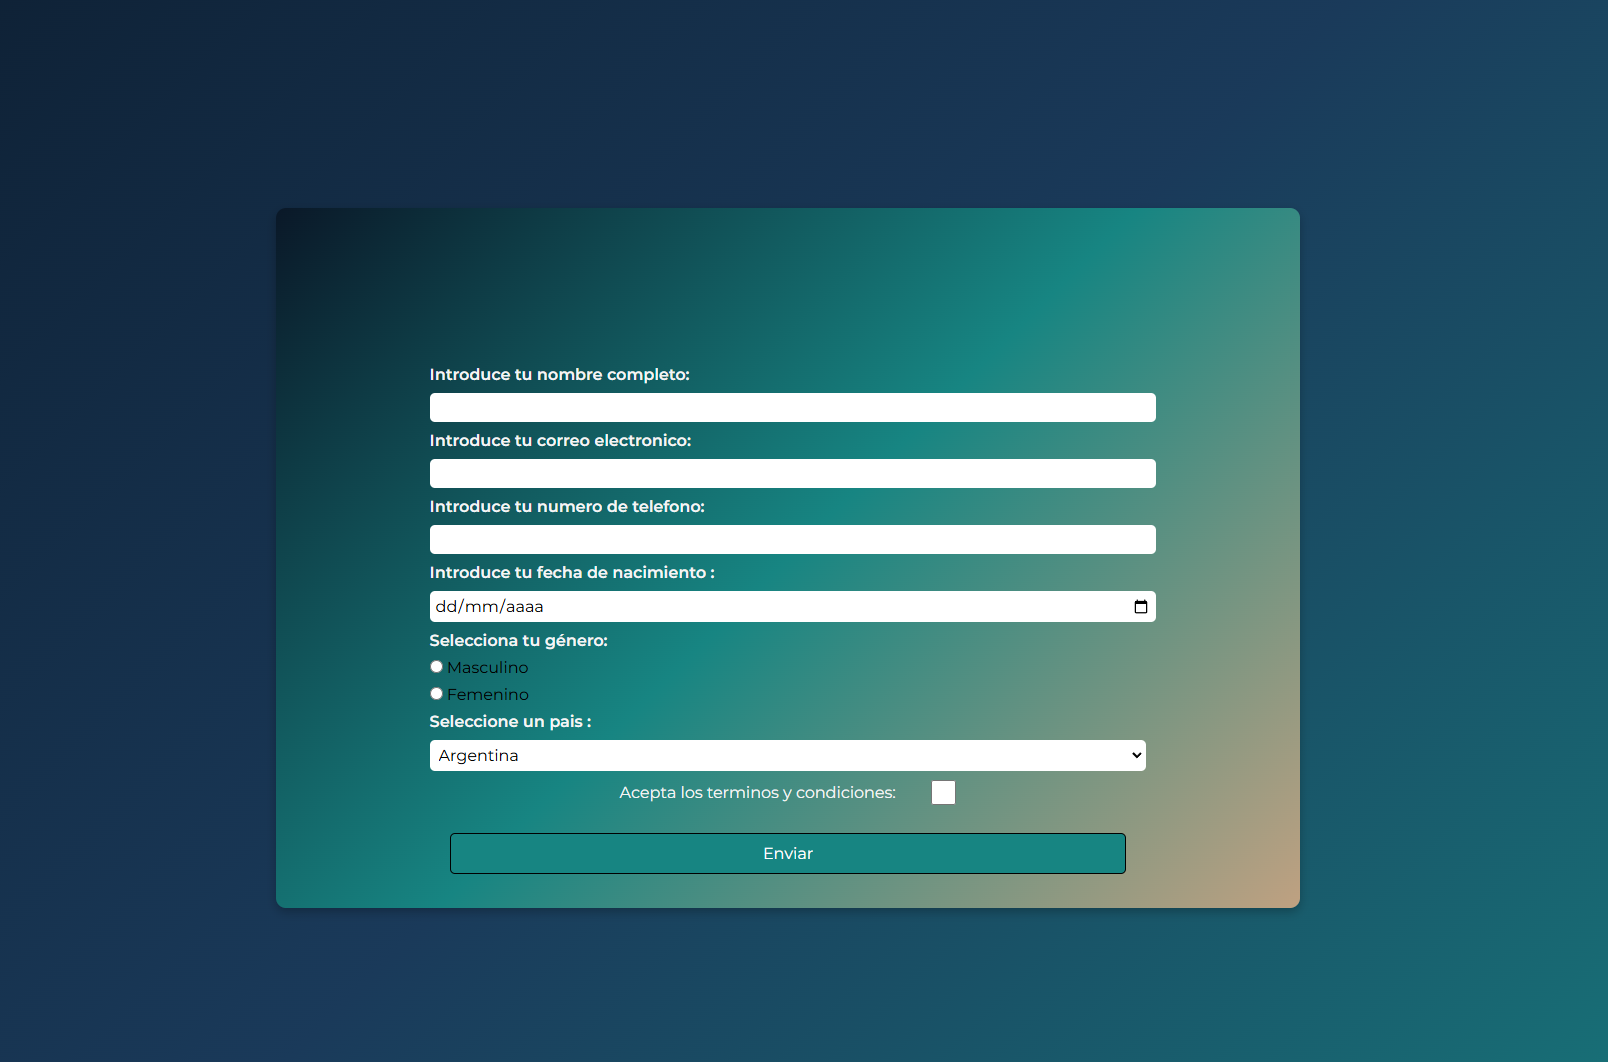 Introduce tu nombre completo:
Introduce tu correo electronico:
Introduce tu numero de telefono:
Introduce tu fecha de nacimiento :
dd/mm/aaaa
Selecciona tu género:
Masculino
Femenino
Seleccione un pais :
Argentina
Acepta los terminos y condiciones:
Enviar